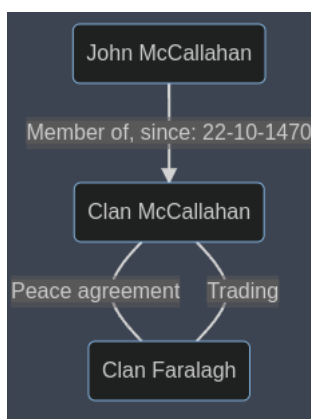 John McCallahan
Member of, since: 22-10-1470
Clan McCallahan
Peace agreement
Trading
Clan Faralagh